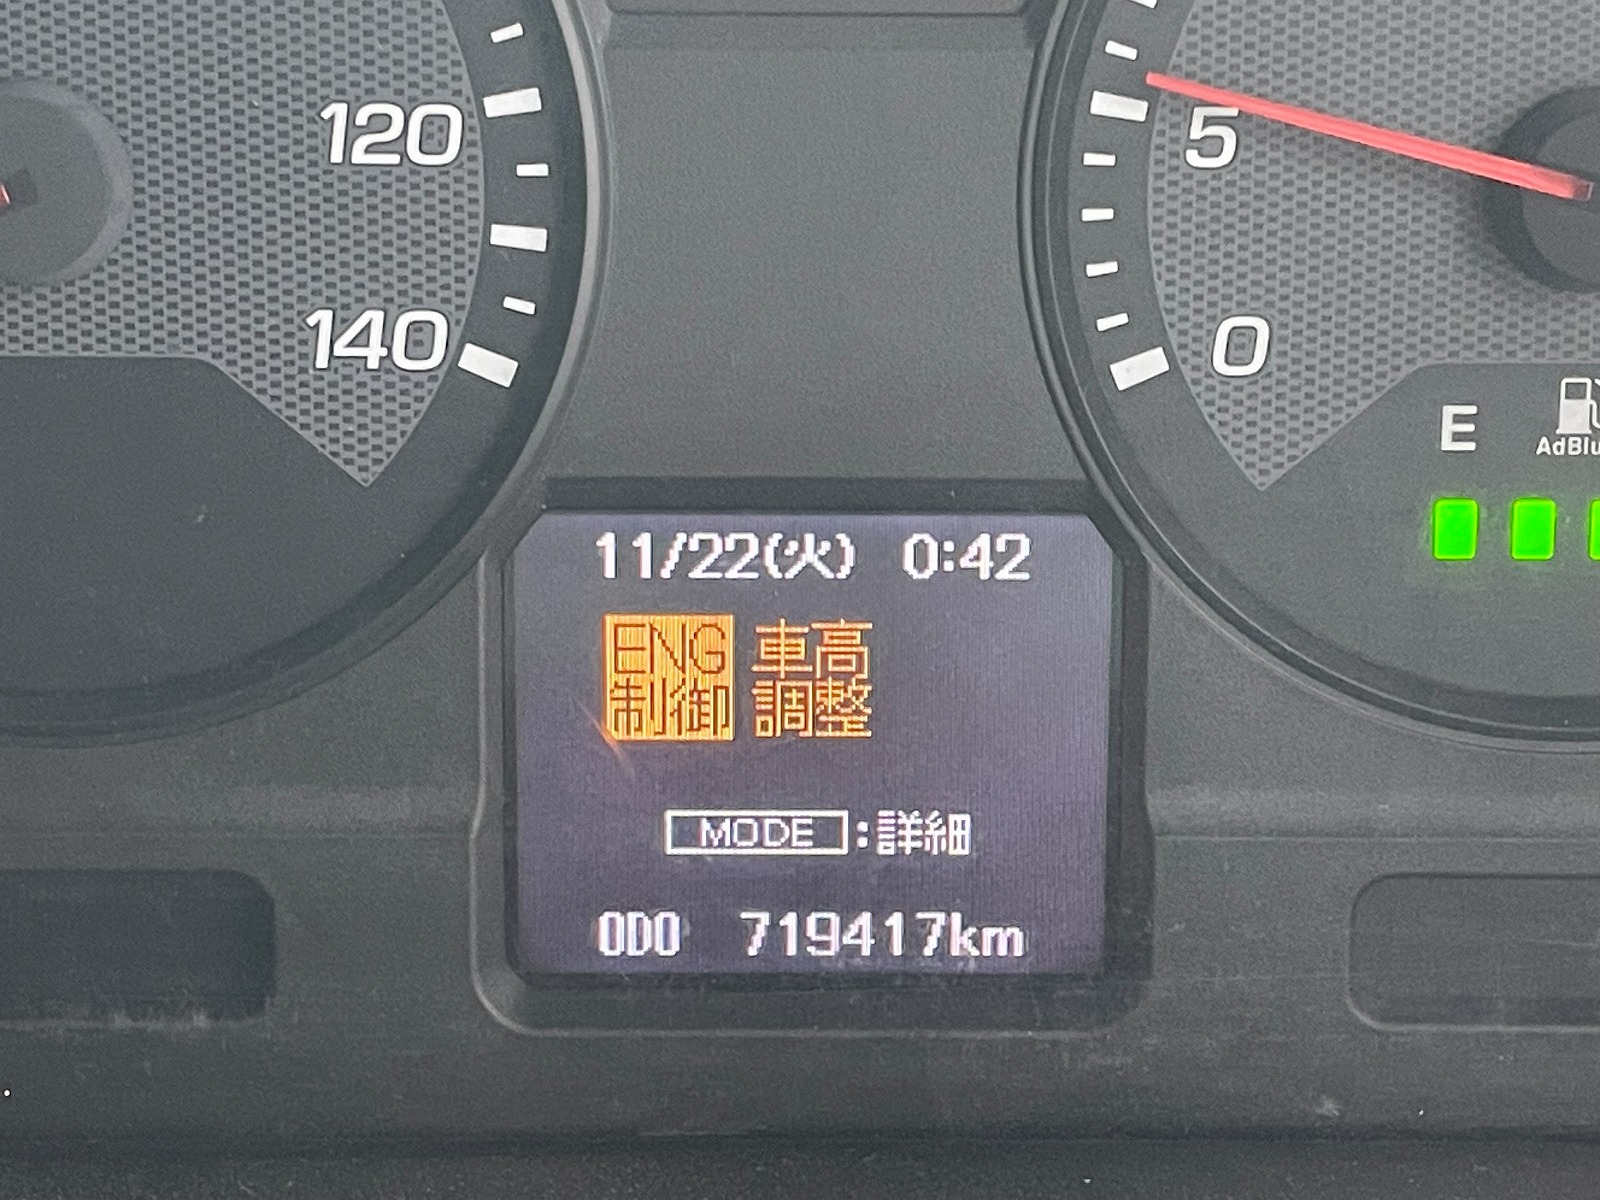 120
140
5
0
E
AdBlu
11/22(火) 0:42
ENG 車高
制御 調整
MODE:詳細
ODO 719417km